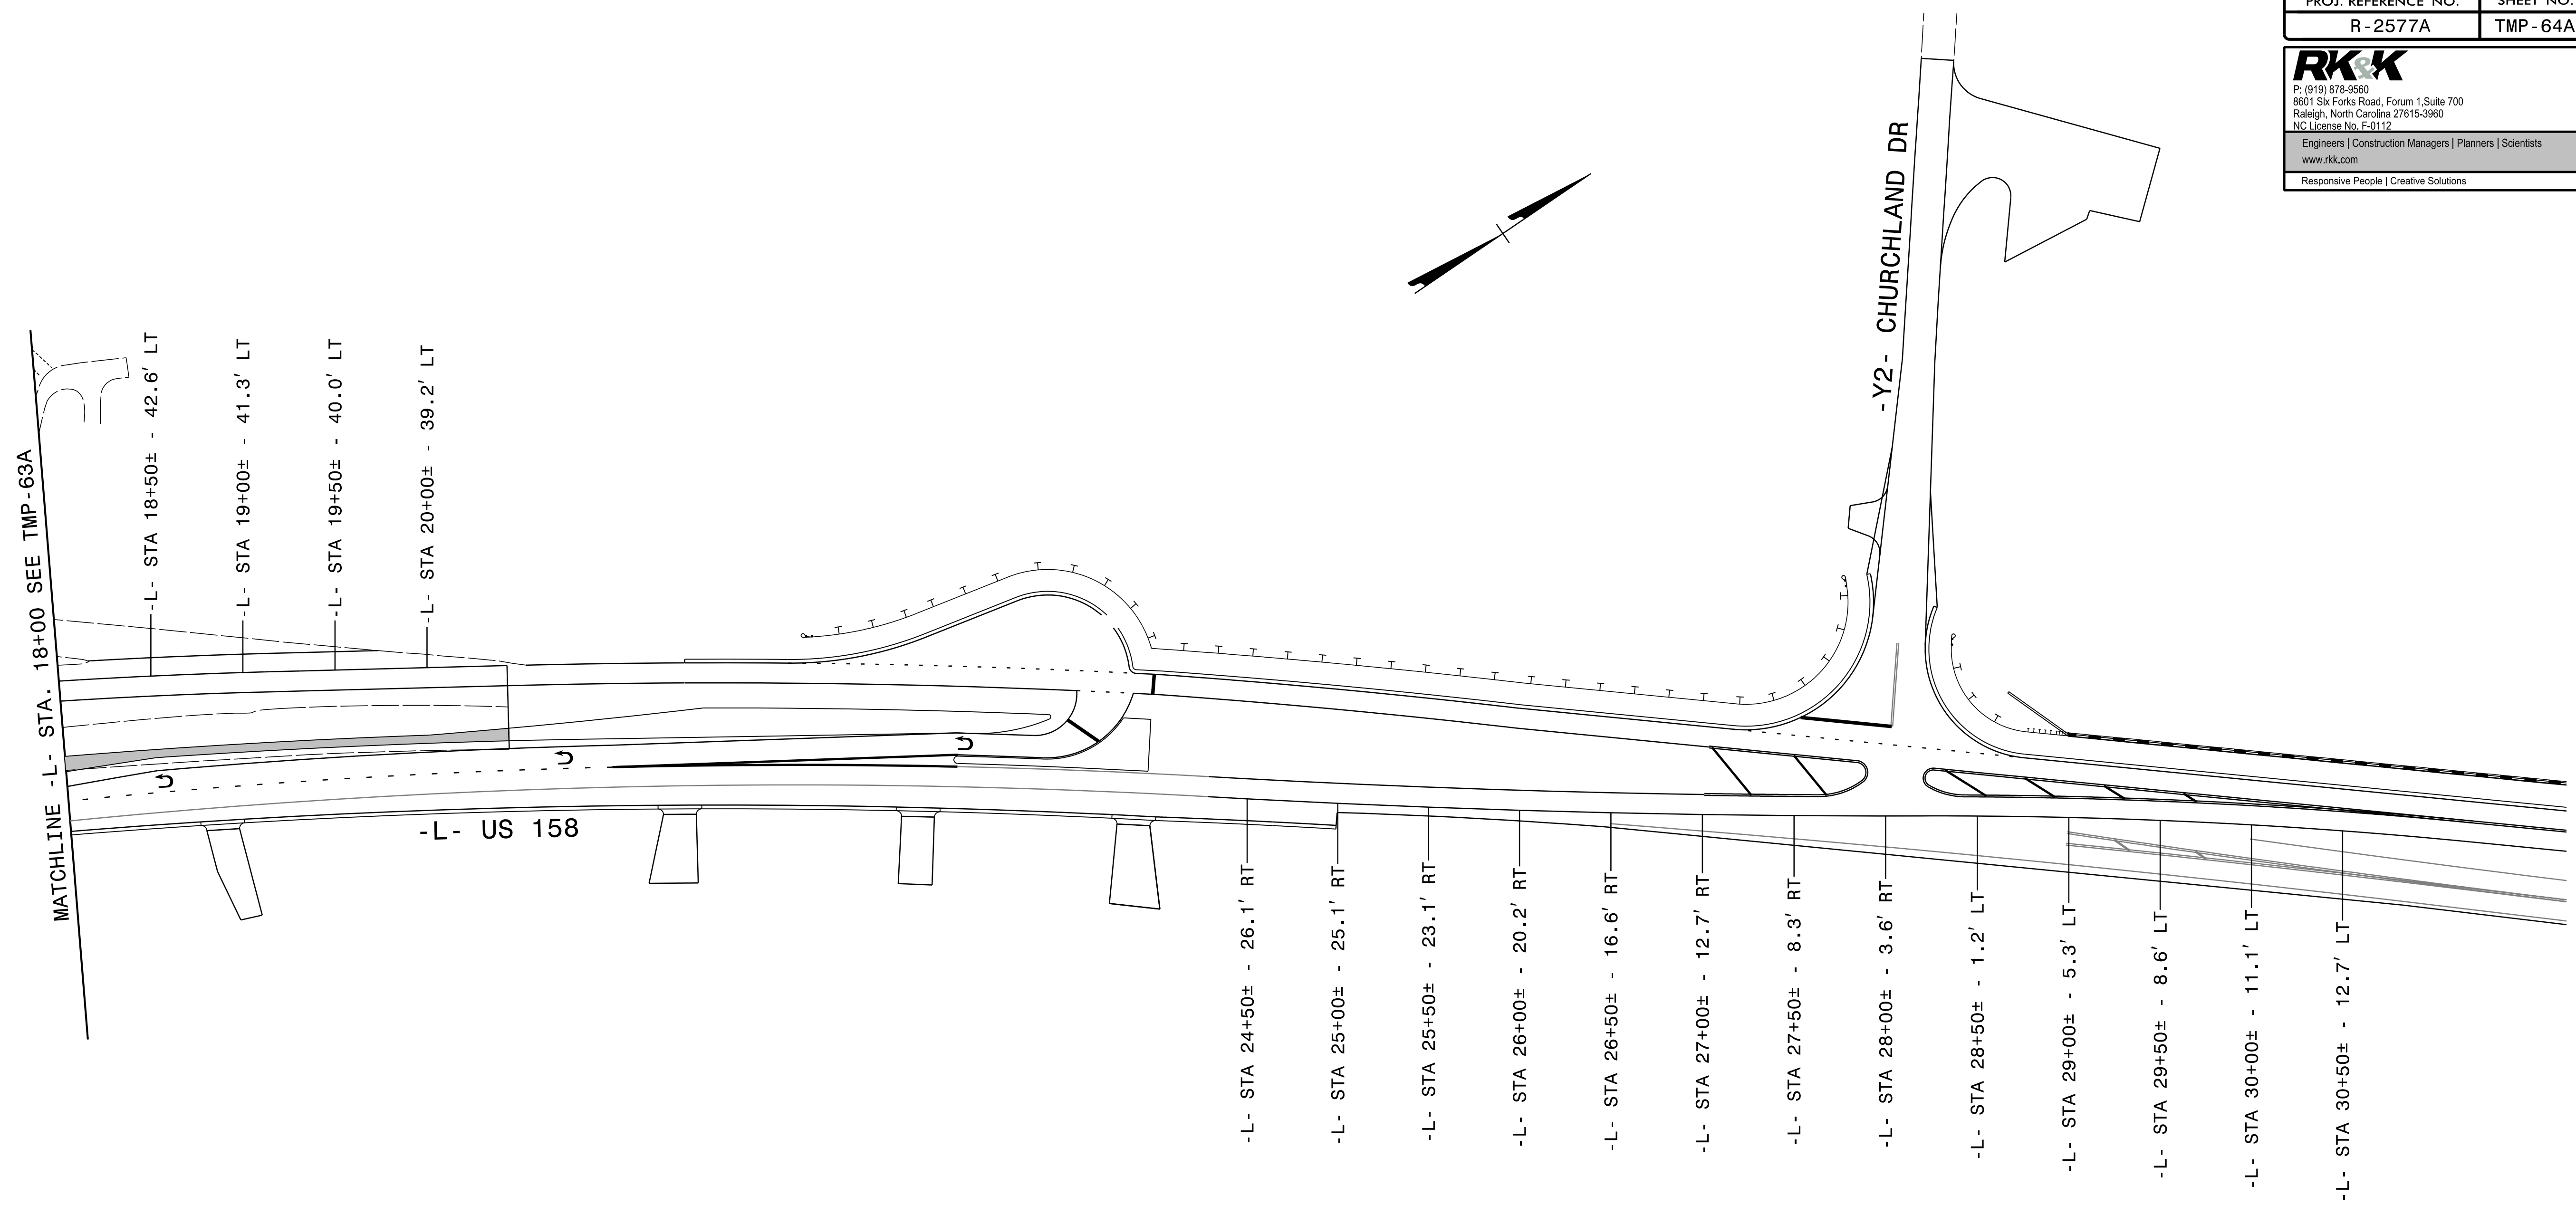 PROJ. REFERENCE NO. SHEET NO.
R-2577A TMP-64A
RK&K
P: (919) 878-9560
8601 Six Forks Road, Forum 1,Suite 700
Raleigh, North Carolina 27615-3960
NC License No. F-0112
Engineers | Construction Managers | Planners | Scientists
www.rkk.com
Responsive People | Creative Solutions
-Y2- CHURCHLAND DR
MATCHLINE -L- STA. 18+00 SEE TMP-63A
-L- STA 18+50± - 42.6' LT
-L- STA 19+00± - 41.3' LT
-L- STA 19+50± - 40.0' LT
-L- STA 20+00± - 39.2' LT
-L- US 158
-L- STA 24+50± - 26.1' RT
-L- STA 25+00± - 25.1' RT
-L- STA 25+50± - 23.1' RT
-L- STA 26+00± - 20.2' RT
-L- STA 26+50± - 16.6' RT
-L- STA 27+00± - 12.7' RT
-L- STA 27+50± - 8.3' RT
-L- STA 28+00± - 3.6' RT
-L- STA 28+50± - 1.2' LT
-L- STA 29+00± - 5.3' LT
-L- STA 29+50± - 8.6' LT
-L- STA 30+00± - 11.1' LT
-L- STA 30+50± - 12.7' LT